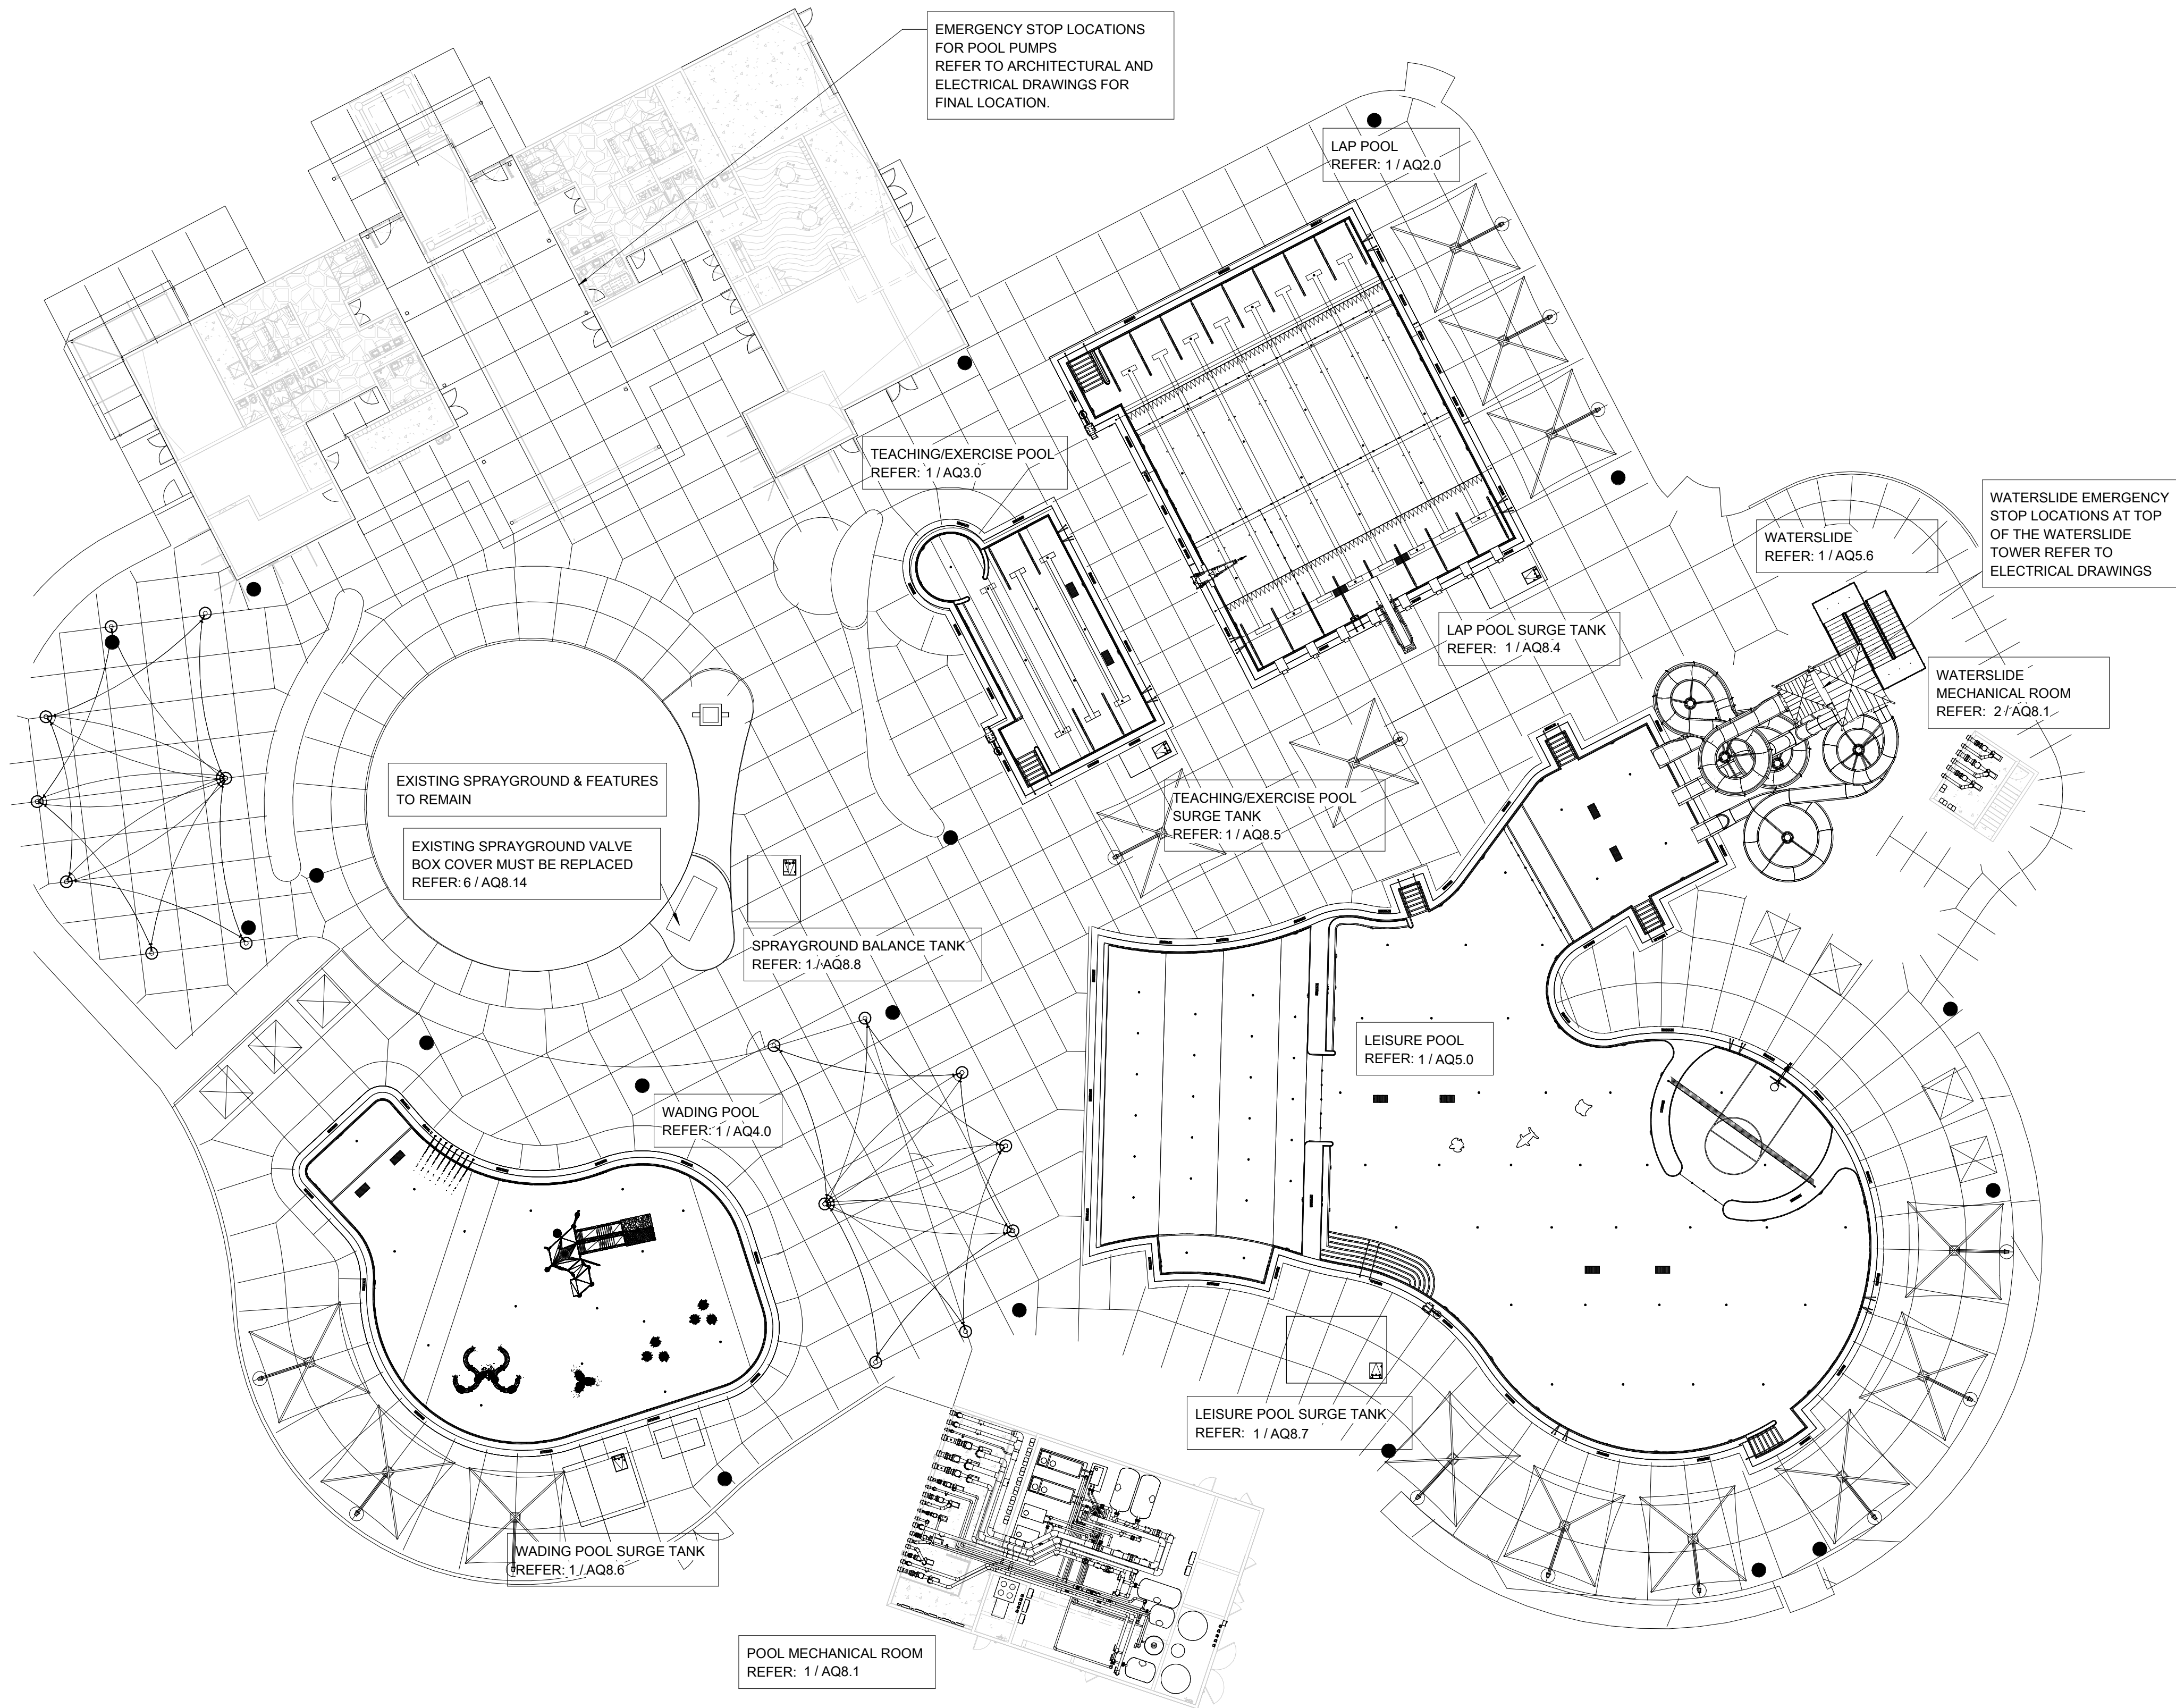 EMERGENCY STOP LOCATIONS
FOR POOL PUMPS
REFER TO ARCHITECTURAL AND
ELECTRICAL DRAWINGS FOR
FINAL LOCATION.
LAP POOL
REFER: 1 / AQ2.0
TEACHING/EXERCISE POOL
REFER: 1 / AQ3.0
WATERSLIDE EMERGENCY
STOP LOCATIONS AT TOP
OF THE WATERSLIDE
TOWER REFER TO
ELECTRICAL DRAWINGS
WATERSLIDE
REFER: 1 / AQ5.6
LAP POOL SURGE TANK
REFER: 1 / AQ8.4
WATERSLIDE
MECHANICAL ROOM
REFER: 2 / AQ8.1
EXISTING SPRAYGROUND & FEATURES
TO REMAIN
EXISTING SPRAYGROUND VALVE
BOX COVER MUST BE REPLACED
REFER: 6 / AQ8.14
TEACHING/EXERCISE POOL
SURGE TANK
REFER: 1 / AQ8.5
SPRAYGROUND BALANCE TANK
REFER: 1 / AQ8.8
LEISURE POOL
REFER: 1 / AQ5.0
WADING POOL
REFER: 1 / AQ4.0
LEISURE POOL SURGE TANK
REFER: 1 / AQ8.7
WADING POOL SURGE TANK
REFER: 1 / AQ8.6
POOL MECHANICAL ROOM
REFER: 1 / AQ8.1